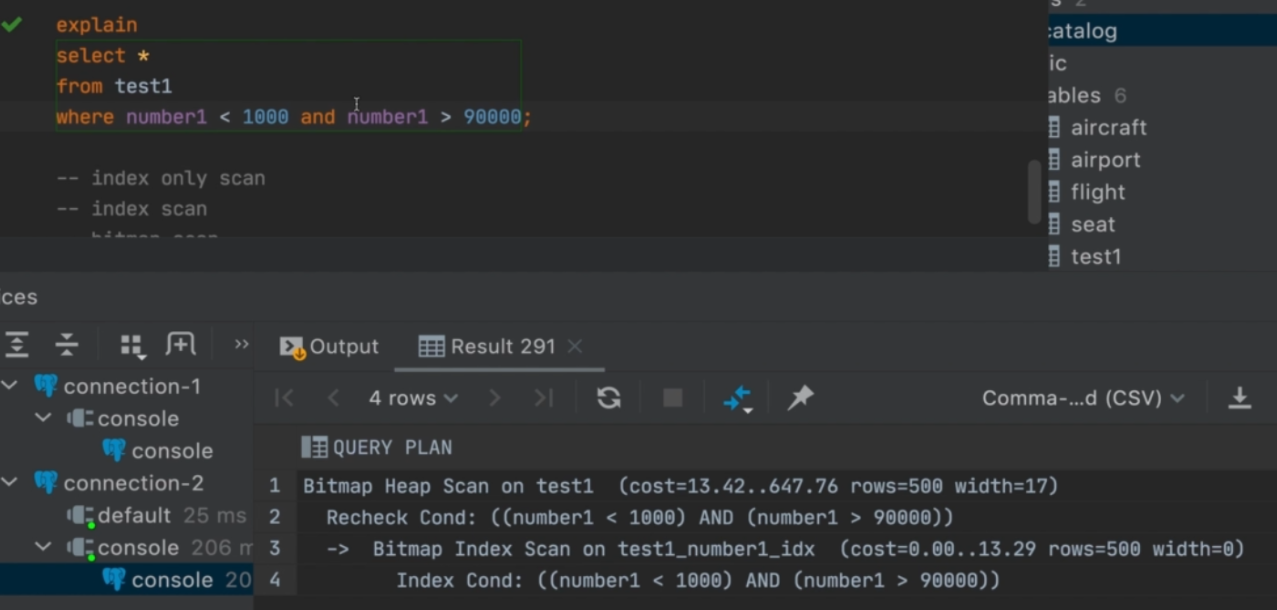 explain
select *
from test1
where number1 < 1000 and number1 > 90000;
-- index only scan
-- index scan
catalog
ic
ables 6
aircraft
airport
flight
seat
test1
ices
connection-1
console
console
connection-2
default 25 ms
console 206 m
console 20
Output
Result 291
4 rows
Comma-...d (CSV)
QUERY PLAN
1 Bitmap Heap Scan on test1 (cost=13.42..647.76 rows=500 width=17)
2 Recheck Cond: ((number1 < 1000) AND (number1 > 90000))
3 -> Bitmap Index Scan on test1_number1_idx (cost=0.00..13.29 rows=500 width=0)
4 Index Cond: ((number1 < 1000) AND (number1 > 90000))